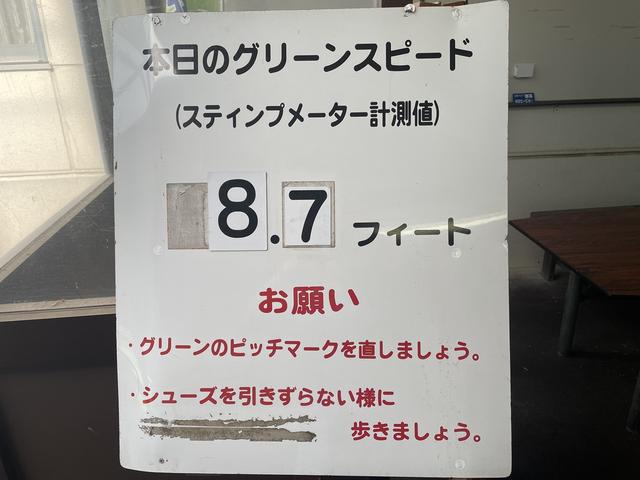 本日のグリーンスピード
(スティンプメーター計測値)
8.7フィート
お願い
・グリーンのピッチマークを直しましょう。
・シューズを引きずらない様に
歩きましょう。